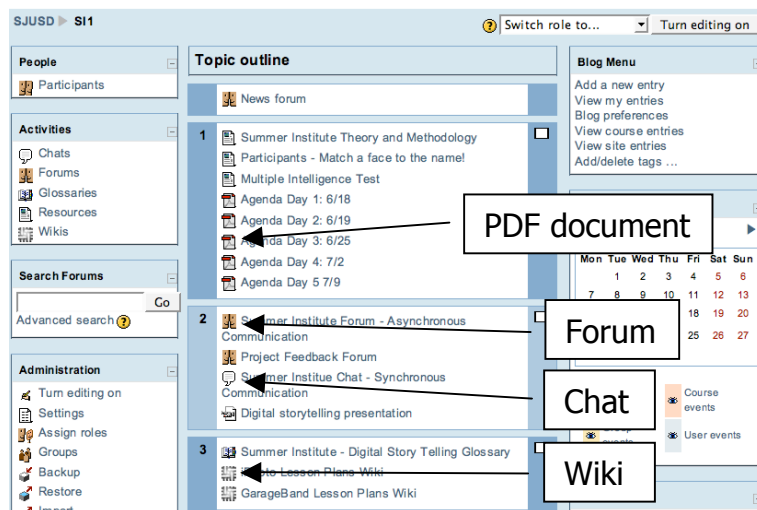 SJUSD SI1
Switch role to...
Turn editing on
People
Participants
Activities
Chats
Forums
Glossaries
Resources
Wikis
Search Forums
Go
Advanced search
Administration
Turn editing on
Settings
Assign roles
Groups
Backup
Restore
Import
Topic outline
News forum
1
Summer Institute Theory and Methodology
Participants - Match a face to the name!
Multiple Intelligence Test
Agenda Day 1: 6/18
Agenda Day 2: 6/19
Agenda Day 3: 6/25
Agenda Day 4: 7/2
Agenda Day 5 7/9
2
Summer Institute Forum - Asynchronous
Communication
Project Feedback Forum
Summer Institue Chat - Synchronous
Communication
Digital storytelling presentation
3
Summer Institute - Digital Story Telling Glossary
Lesson Plans Wiki
GarageBand Lesson Plans Wiki
PDF document
Forum
Chat
Wiki
Blog Menu
Add a new entry
View my entries
Blog preferences
View course entries
View site entries
Add/delete tags ...
Mon Tue Wed Thu Fri Sat Sun
1 2 3 4 5 6
7 8 9 10 11 12 13
18 19 20
25 26 27
Course
events
events
User events